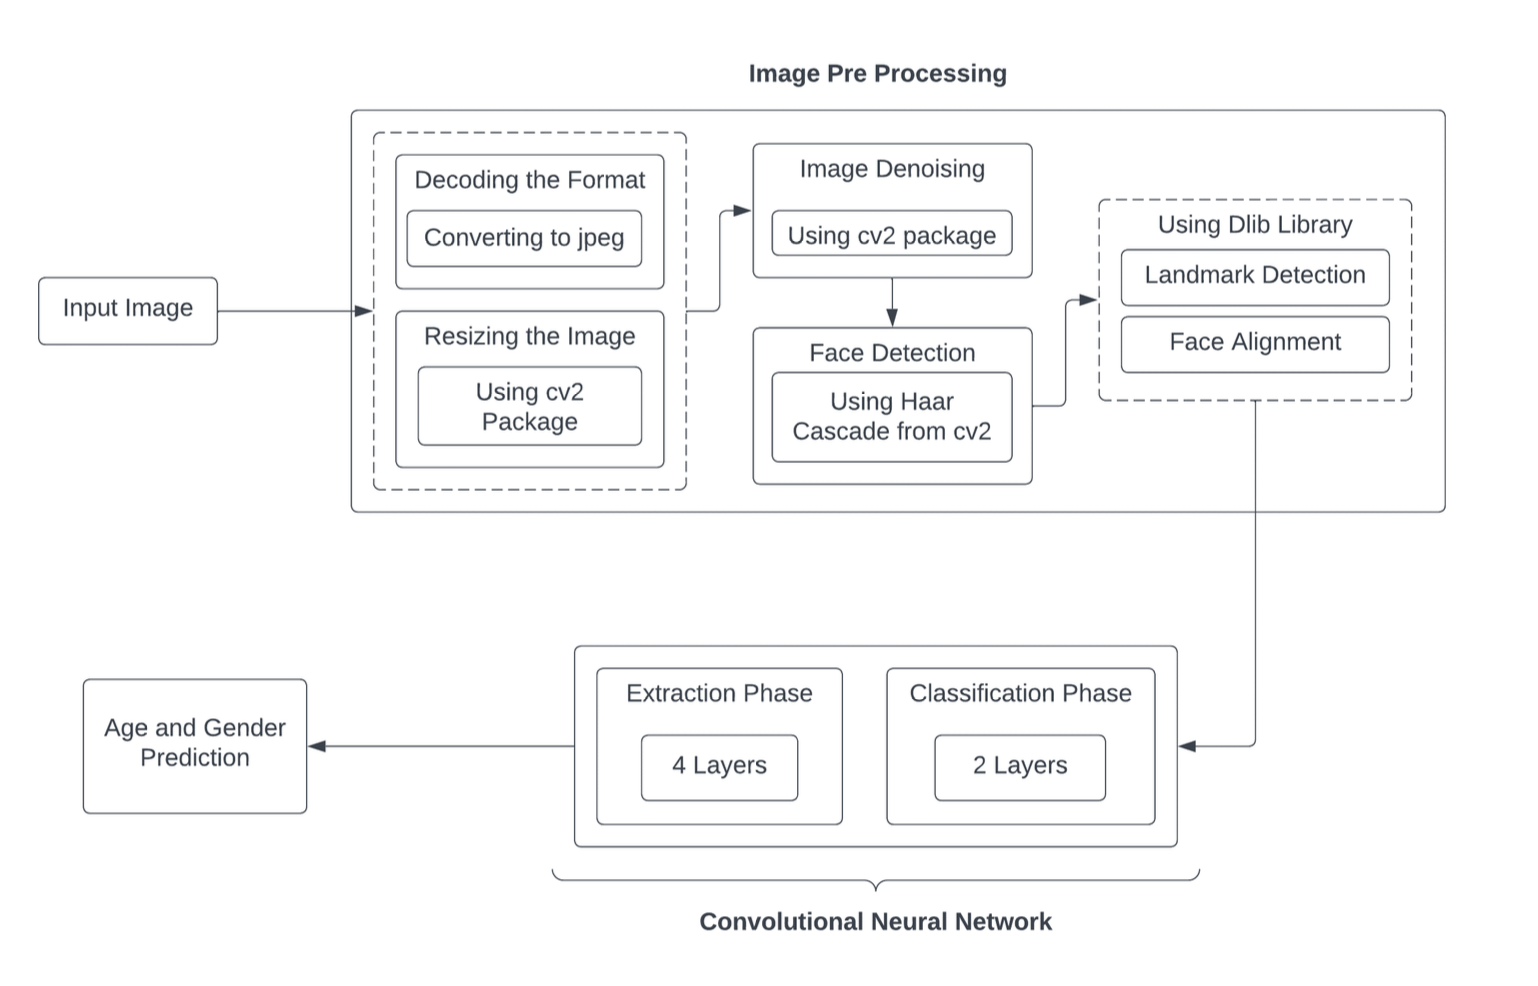 Image Pre Processing
Input Image
Decoding the Format
Converting to jpeg
Resizing the Image
Using cv2
Package
Image Denoising
Using cv2 package
Face Detection
Using Haar
Cascade from cv2
Using Dlib Library
Landmark Detection
Face Alignment
Age and Gender
Prediction
Extraction Phase
4 Layers
Classification Phase
2 Layers
Convolutional Neural Network